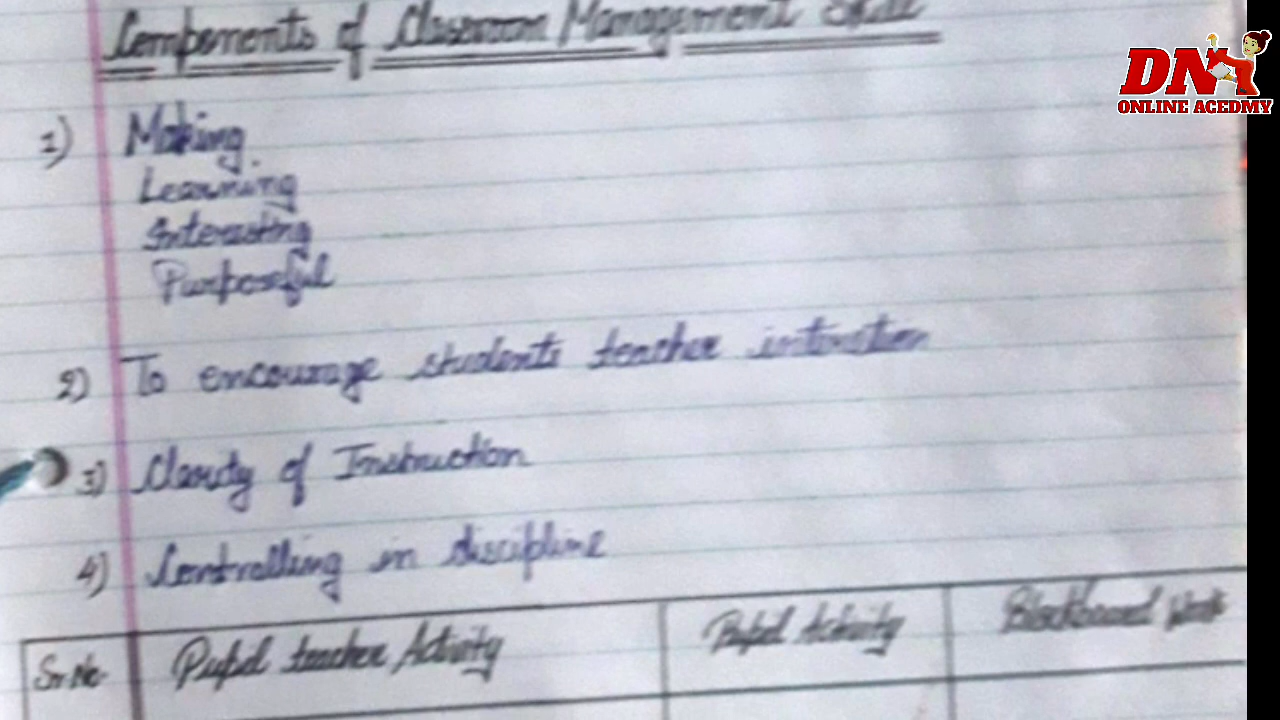 Components of Classroom Management Skill
DNA
ONLINE ACEDMY
1) Making
Learning
Interesting
Purposeful
2) To encourage students teacher interaction
3) Clarity of Instruction
4) Controlling in discipline
Sr. No. Pupil teacher Activity Pupil Activity Blackboard Work